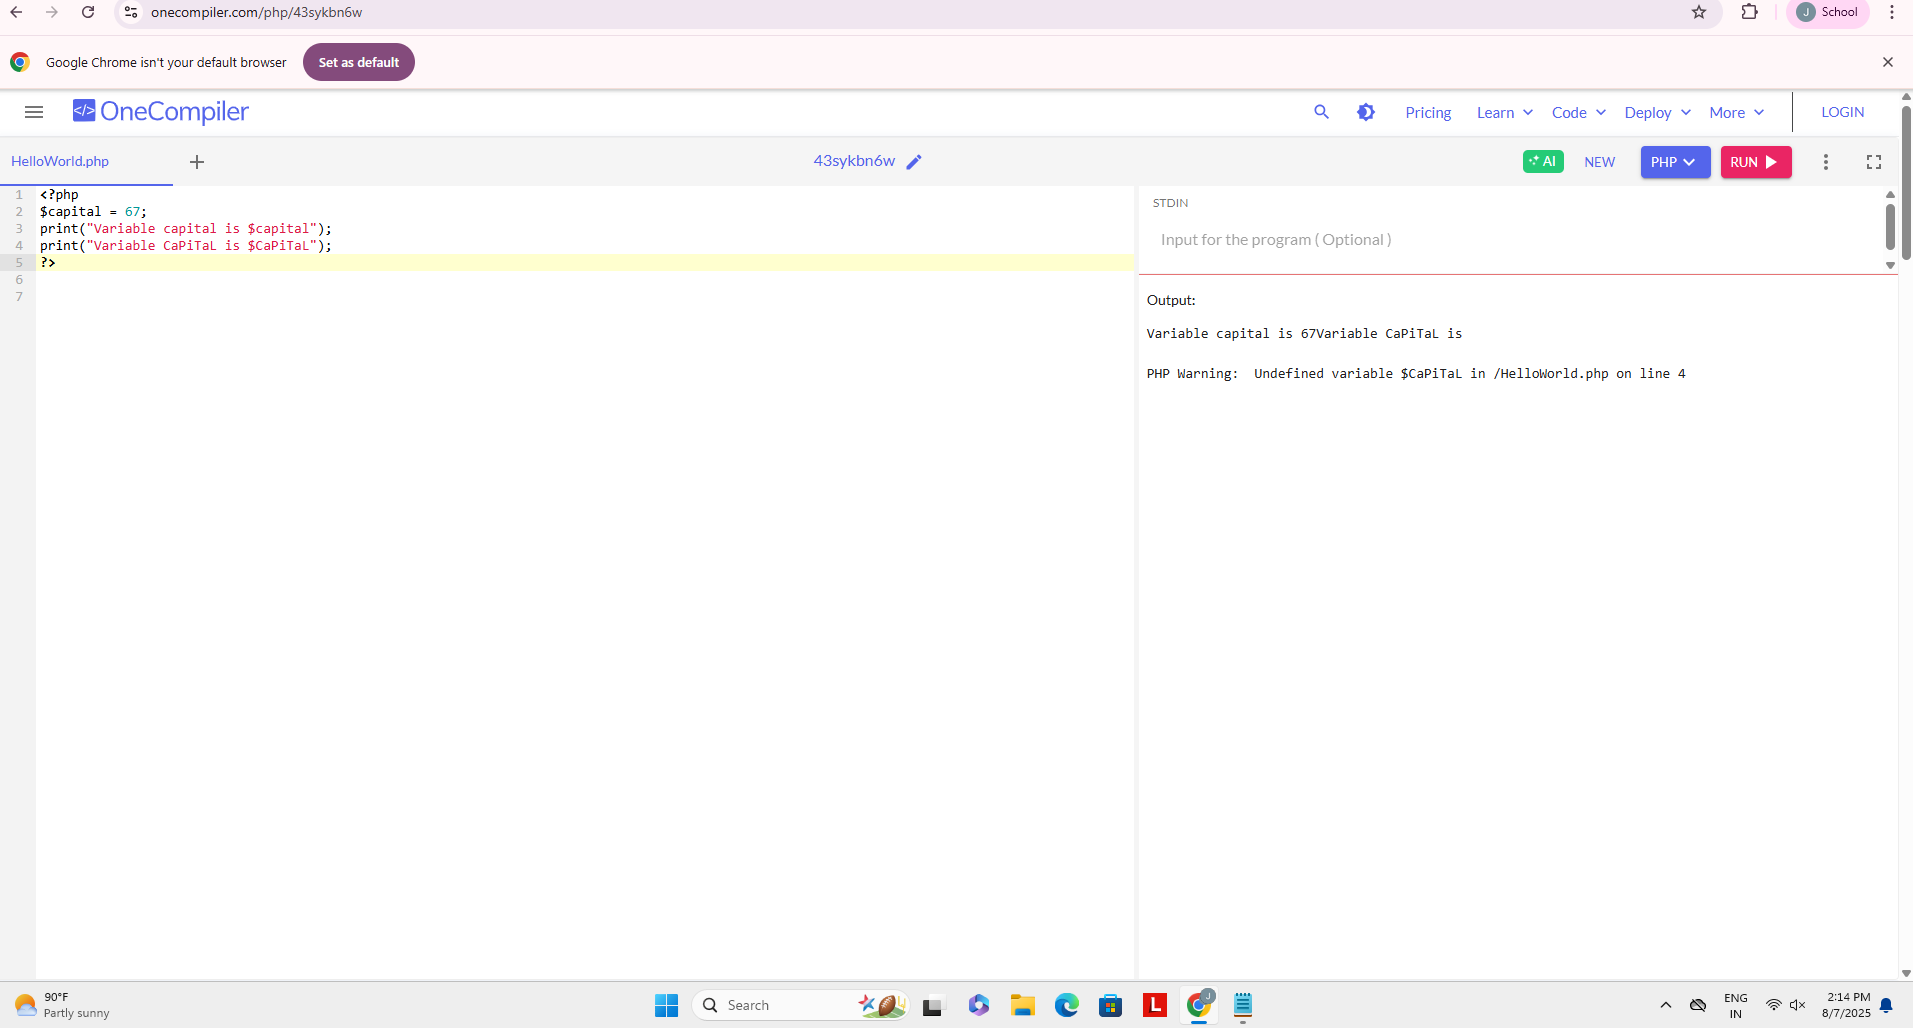 onecompiler.com/php/43sykbn6w
J School
Google Chrome isn't your default browser Set as default
</> OneCompiler
Pricing Learn Code Deploy More LOGIN
HelloWorld.php
43sykbn6w
AI NEW PHP RUN
1 <?php
2 $capital = 67;
3 print("Variable capital is $capital");
4 print("Variable CaPiTaL is $CaPiTaL");
5 ?>
6
7
STDIN
Input for the program ( Optional )
Output:
Variable capital is 67Variable CaPiTaL is
PHP Warning:  Undefined variable $CaPiTaL in /HelloWorld.php on line 4
90°F
Partly sunny
Search
L
J
ENG
IN
2:14 PM
8/7/2025